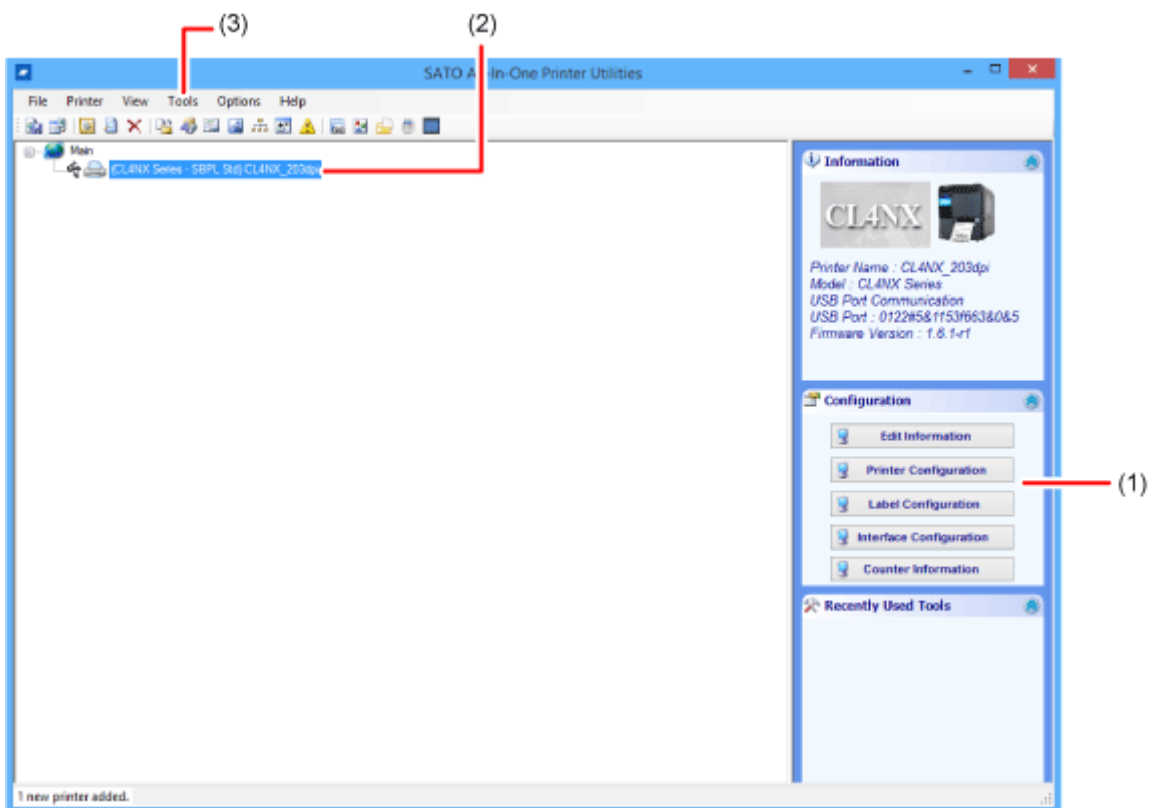 (3)
(2)
SATO A -In-One Printer Utilities
File Printer View Tools Options Help
Main
(CL4NX Series - SBPL Std) CL4NX_203dpi
Information
CL4NX
Printer Name : CL4NX_203dpi
Model : CL4NX Series
USB Port Communication
USB Port : 0122#5&1153f663&0&5
Firmware Version : 1.6.1-r1
Configuration
Edit Information
Printer Configuration
(1)
Label Configuration
Interface Configuration
Counter Information
Recently Used Tools
1 new printer added.